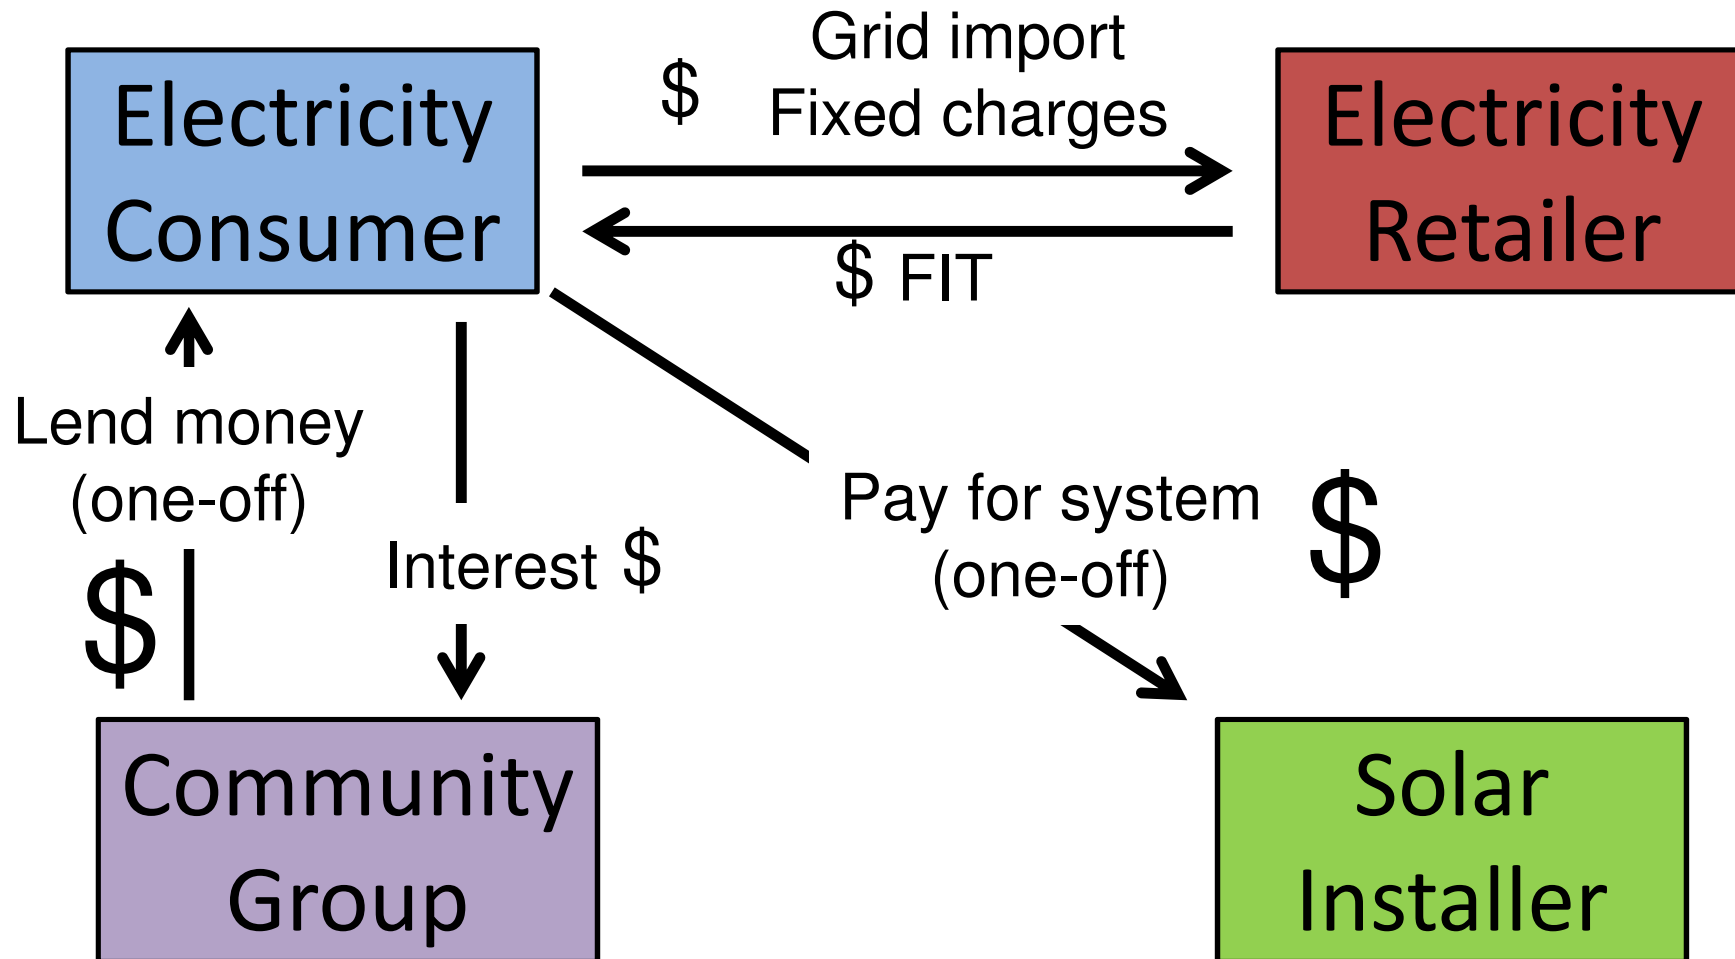 Electricity
Consumer
$
Grid import
Fixed charges
$ FIT
Electricity
Retailer
Lend money
(one-off)
$
Interest $
Pay for system
(one-off)
$
Community
Group
Solar
Installer